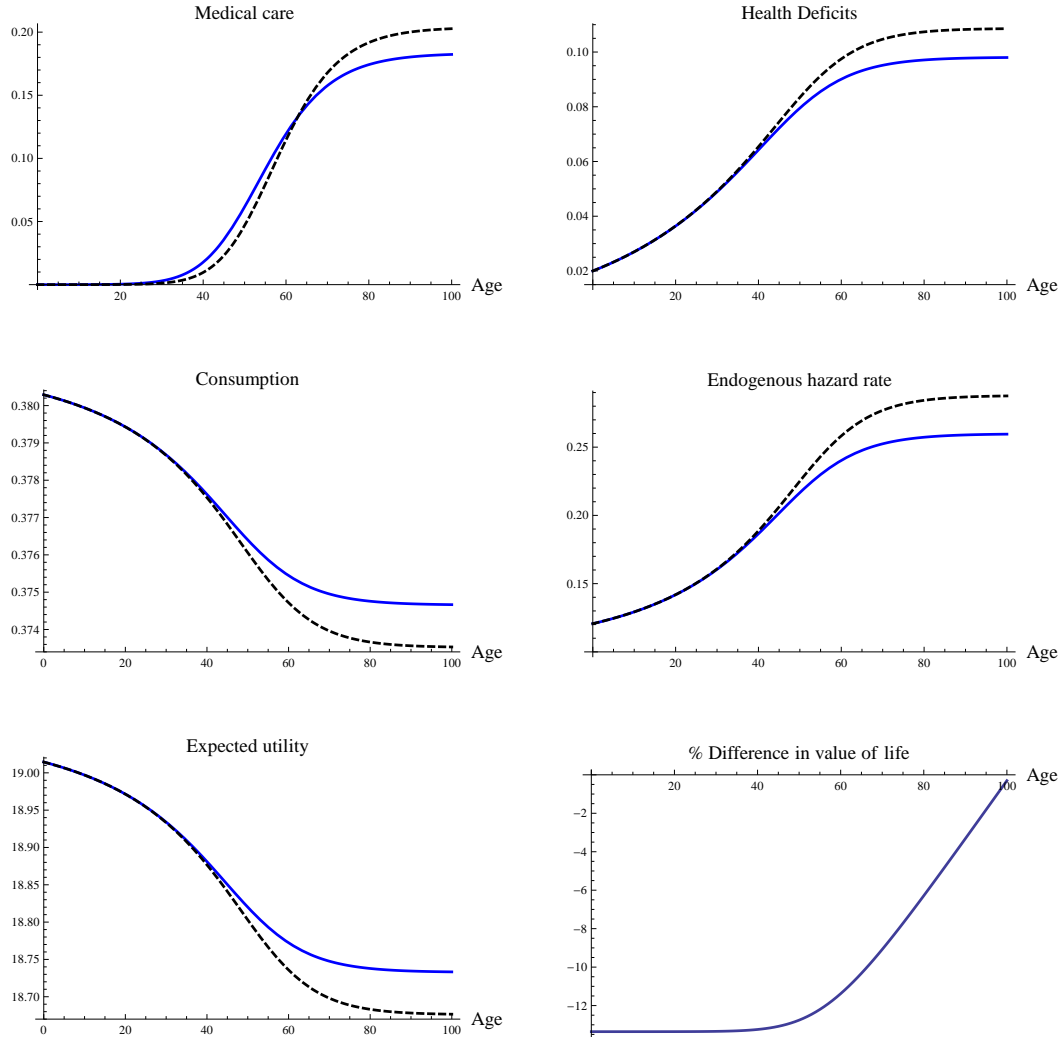 Medical care
0.20
0.15
0.10
0.05
20 40 60 80 100 Age
Health Deficits
0.10
0.08
0.06
0.04
0.02
0 20 40 60 80 100 Age
Consumption
0.380
0.379
0.378
0.377
0.376
0.375
0.374
0 20 40 60 80 100 Age
Endogenous hazard rate
0.25
0.20
0.15
0 20 40 60 80 100 Age
Expected utility
19.00
18.95
18.90
18.85
18.80
18.75
18.70
0 20 40 60 80 100 Age
% Difference in value of life
20 40 60 80 100 Age
-2
-4
-6
-8
-10
-12